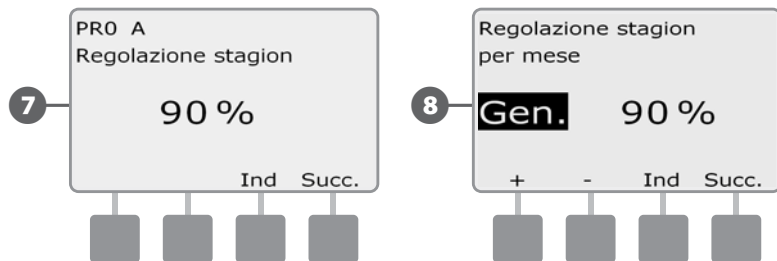 7
PR0 A
Regolazione stagion
90 %
Ind Succ.
8
Regolazione stagion
per mese
Gen. 90 %
+ - Ind Succ.